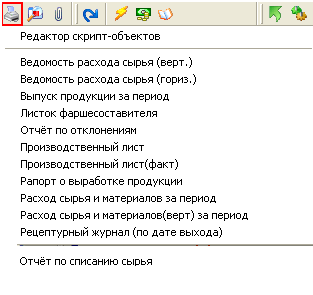 Редактор скрипт-объектов
Ведомость расхода сырья (верт.)
Ведомость расхода сырья (гориз.)
Выпуск продукции за период
Листок фаршесоставителя
Отчёт по отклонениям
Производственный лист
Производственный лист(факт)
Рапорт о выработке продукции
Расход сырья и материалов за период
Расход сырья и материалов(верт) за период
Рецептурный журнал (по дате выхода)
Отчёт по списанию сырья